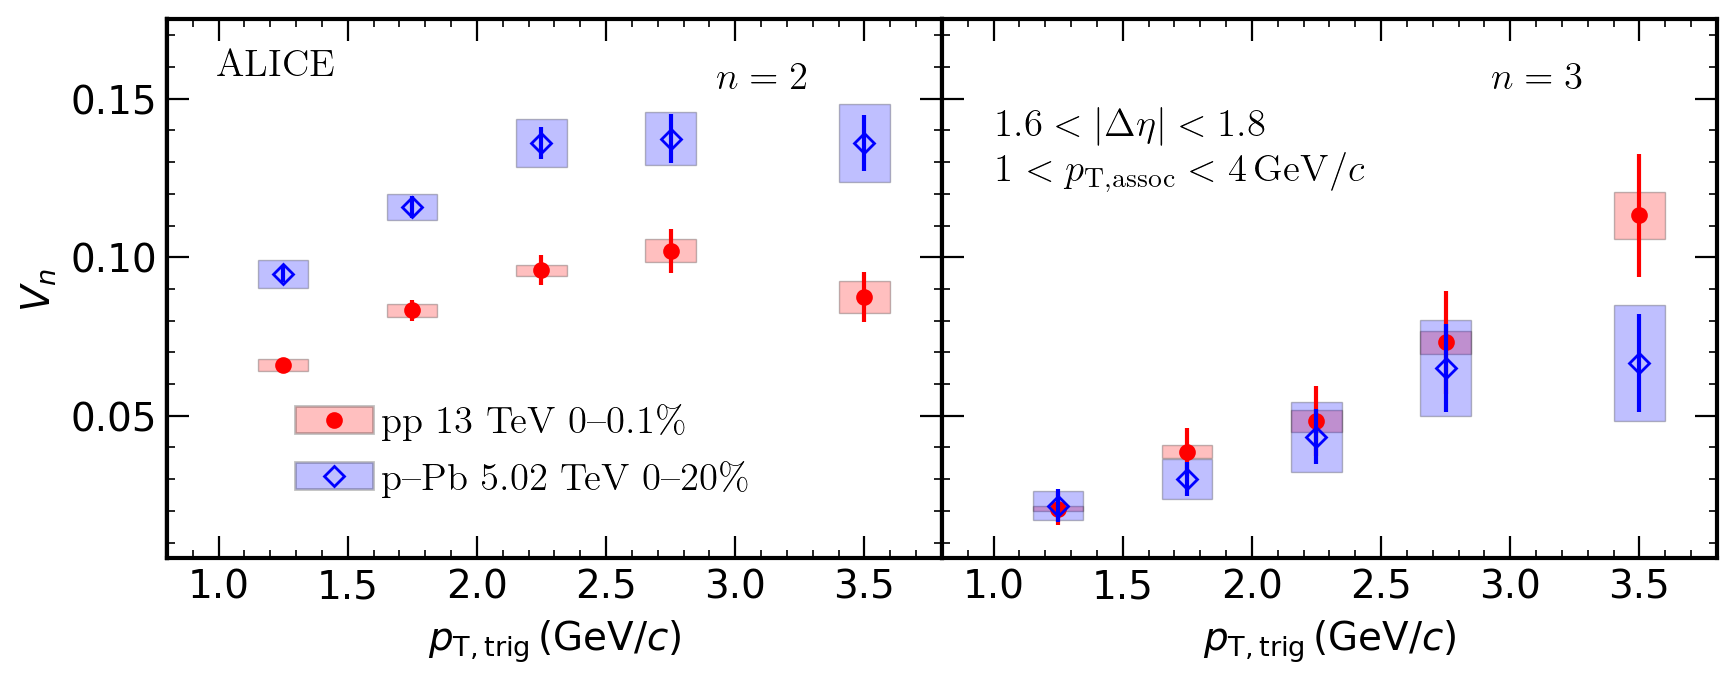 ALICE
n = 2
0.15
0.10
0.05
V_n
pp 13 TeV 0–0.1%
p–Pb 5.02 TeV 0–20%
1.0 1.5 2.0 2.5 3.0 3.5
p_T, trig (GeV/c)
n = 3
1.6 < |Δη| < 1.8
1 < p_T,assoc < 4 GeV/c
1.0 1.5 2.0 2.5 3.0 3.5
p_T, trig (GeV/c)